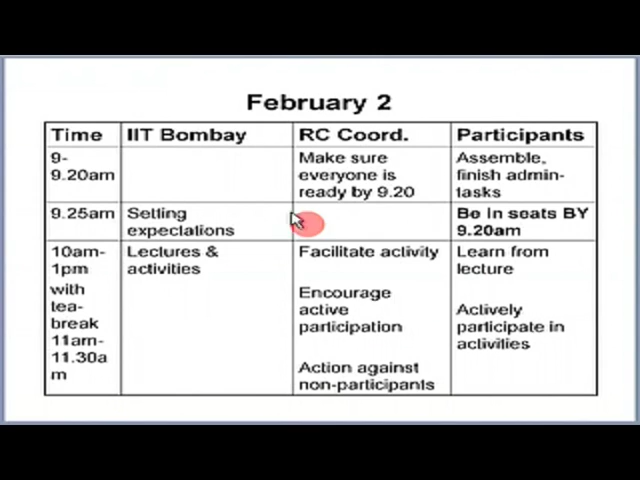 February 2
Time IIT Bombay RC Coord. Participants
9-
9.20am
Make sure
everyone is
ready by 9.20
Assemble,
finish admin-
tasks
9.25am
Setting
expectations
Be in seats BY
9.20am
10am-
1pm
with
tea-
break
11am-
11.30a
m
Lectures &
activities
Facilitate activity
Encourage
active
participation
Action against
non-participants
Learn from
lecture
Actively
participate in
activities